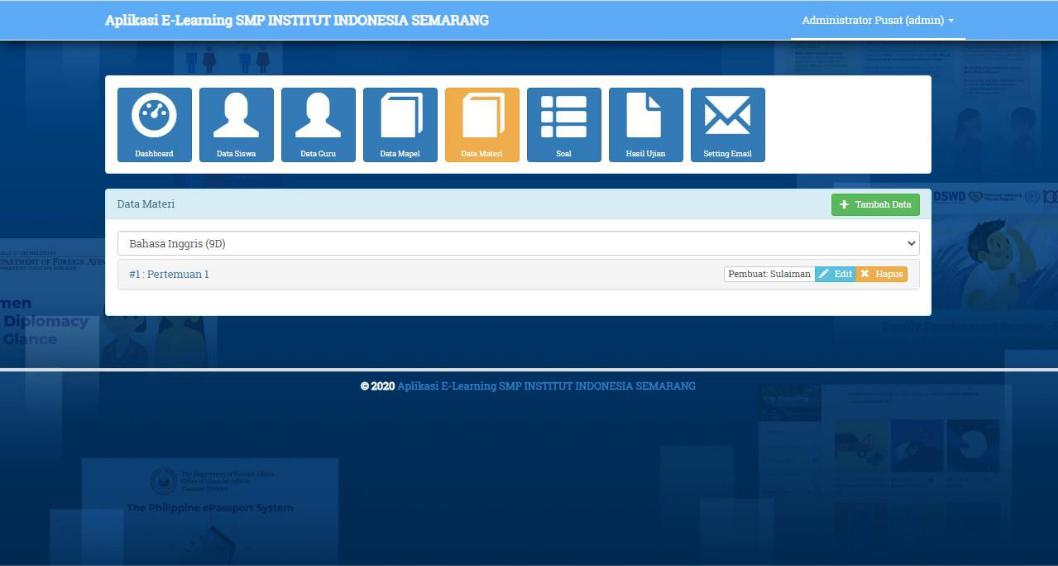 Aplikasi E-Learning SMP INSTITUT INDONESIA SEMARANG
Administrator Pusat (admin)
Dashboard
Data Siswa
Data Guru
Data Mapel
Data Materi
Soal
Hasil Ujian
Setting Email
Data Materi
Tambah Data
Bahasa Inggris (9D)
#1 : Pertemuan 1
Pembuat: Sulaiman
Edit
Hapus
DSWD
men
Diplomacy
Glance
© 2020 Aplikasi E-Learning SMP INSTITUT INDONESIA SEMARANG
The Philippine ePassport System